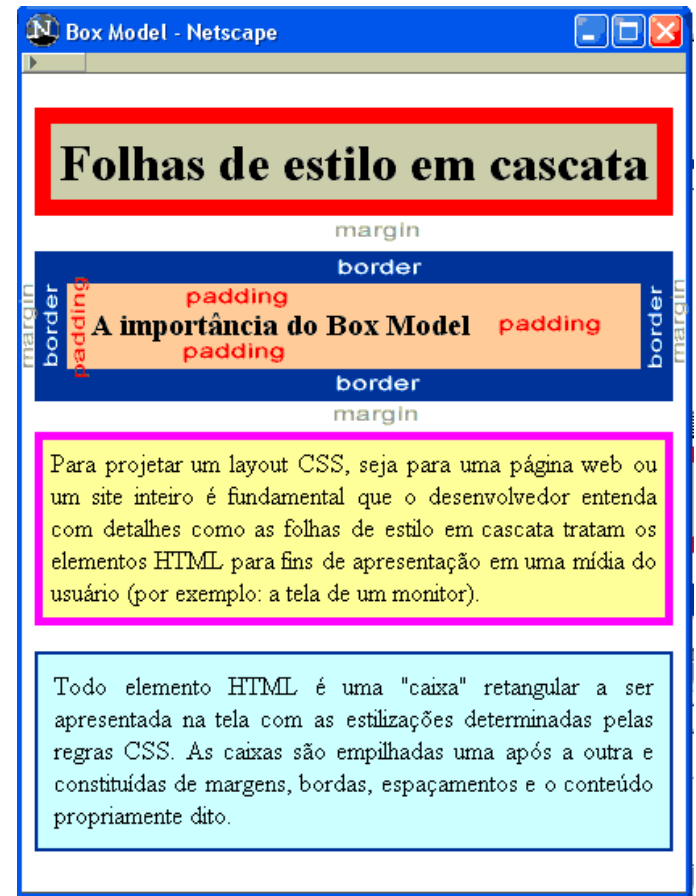 Box Model - Netscape
Folhas de estilo em cascata
margin
border
margin
border
padding
padding
A importância do Box Model
padding
padding
border
margin
border
margin
Para projetar um layout CSS, seja para uma página web ou
um site inteiro é fundamental que o desenvolvedor entenda
com detalhes como as folhas de estilo em cascata tratam os
elementos HTML para fins de apresentação em uma mídia do
usuário (por exemplo: a tela de um monitor).
Todo elemento HTML é uma "caixa" retangular a ser
apresentada na tela com as estilizações determinadas pelas
regras CSS. As caixas são empilhadas uma após a outra e
constituídas de margens, bordas, espaçamentos e o conteúdo
propriamente dito.